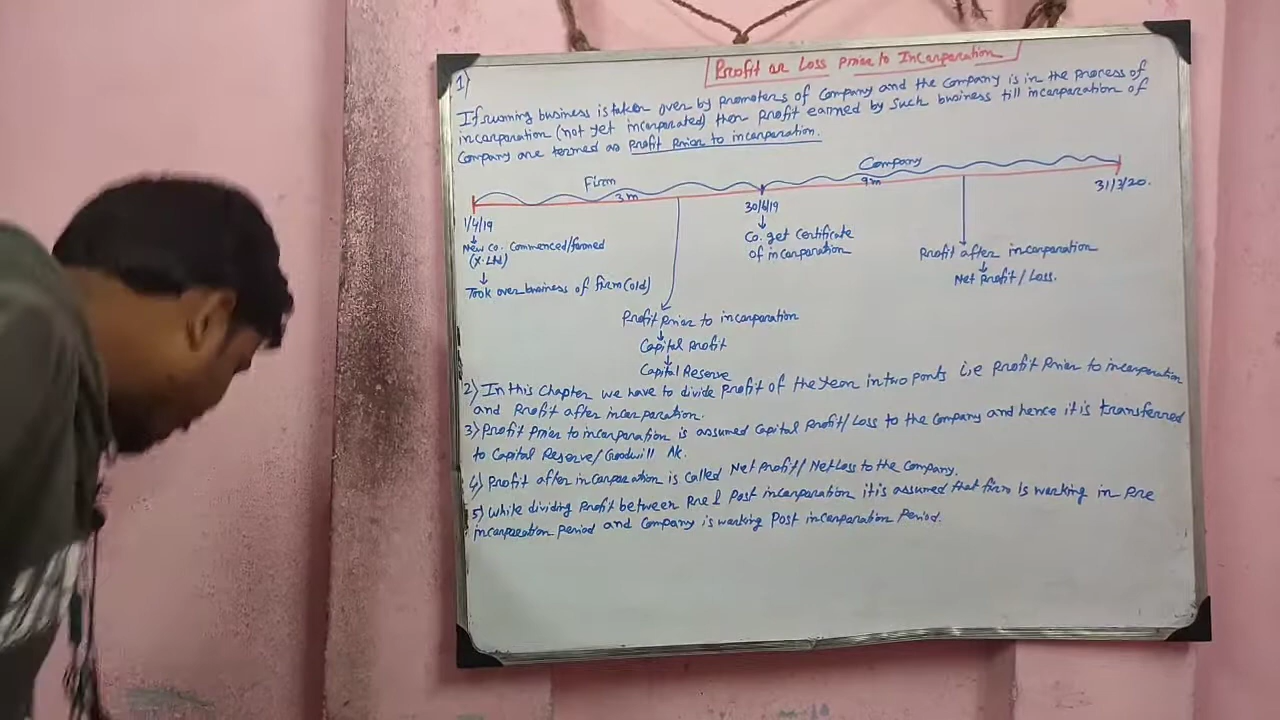 Profit or Loss prior to Incorporation
1)
If running business is taken over by promoters of Company and the Company is in the process of
incorporation (not yet incorporated) then profit earned by such business till incorporation of
Company are termed as profit prior to incorporation.
Firm
Company
3m
9m
1/4/19
30/6/19
31/3/20.
New co. Commenced/formed
(X. Ltd)
Took over business of firm (old)
Co. get certificate
of incorporation
Profit after incorporation
Net Profit / Loss.
Profit prior to incorporation
Capital profit
Capital Reserve
2) In this Chapter we have to divide profit of the year in two parts i,e profit prior to incorporation
and Profit after incorporation.
3) Profit prior to incorporation is assumed Capital Profit/Loss to the Company and hence it is transferred
to Capital Reserve/Goodwill A/c.
4) Profit after incorporation is called Net Profit/Net Loss to the Company.
5) While dividing Profit between Pre & Post incorporation it is assumed that firm is working in Pre
incorporation period and Company is working Post incorporation Period.